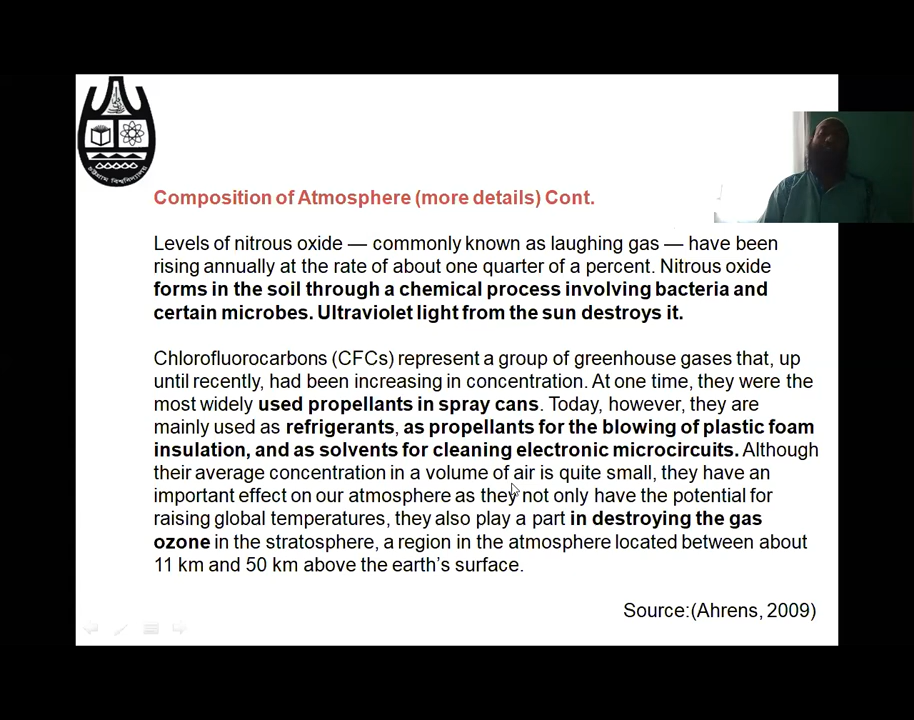 চট্টগ্রাম বিশ্ববিদ্যালয়
Composition of Atmosphere (more details) Cont.
Levels of nitrous oxide — commonly known as laughing gas — have been
rising annually at the rate of about one quarter of a percent. Nitrous oxide
forms in the soil through a chemical process involving bacteria and
certain microbes. Ultraviolet light from the sun destroys it.
Chlorofluorocarbons (CFCs) represent a group of greenhouse gases that, up
until recently, had been increasing in concentration. At one time, they were the
most widely used propellants in spray cans. Today, however, they are
mainly used as refrigerants, as propellants for the blowing of plastic foam
insulation, and as solvents for cleaning electronic microcircuits. Although
their average concentration in a volume of air is quite small, they have an
important effect on our atmosphere as they not only have the potential for
raising global temperatures, they also play a part in destroying the gas
ozone in the stratosphere, a region in the atmosphere located between about
11 km and 50 km above the earth’s surface.
Source:(Ahrens, 2009)